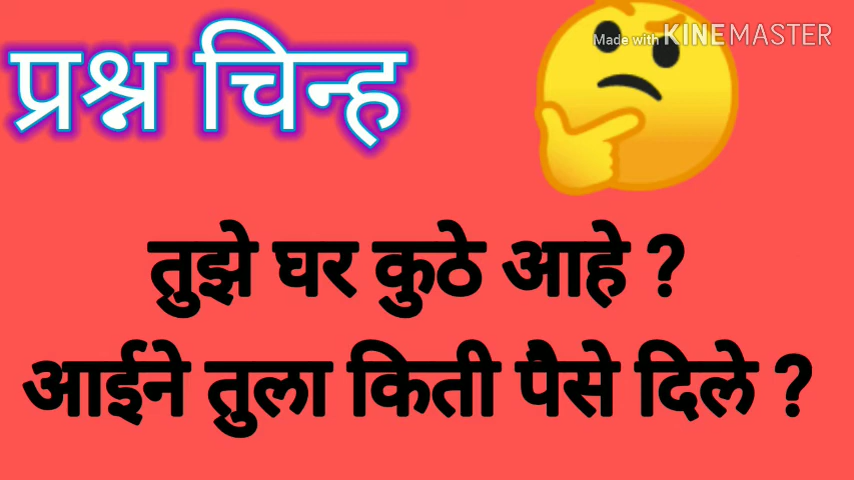 Made with KINEMASTER
प्रश्न चिन्ह
तुझे घर कुठे आहे ?
आईने तुला किती पैसे दिले ?